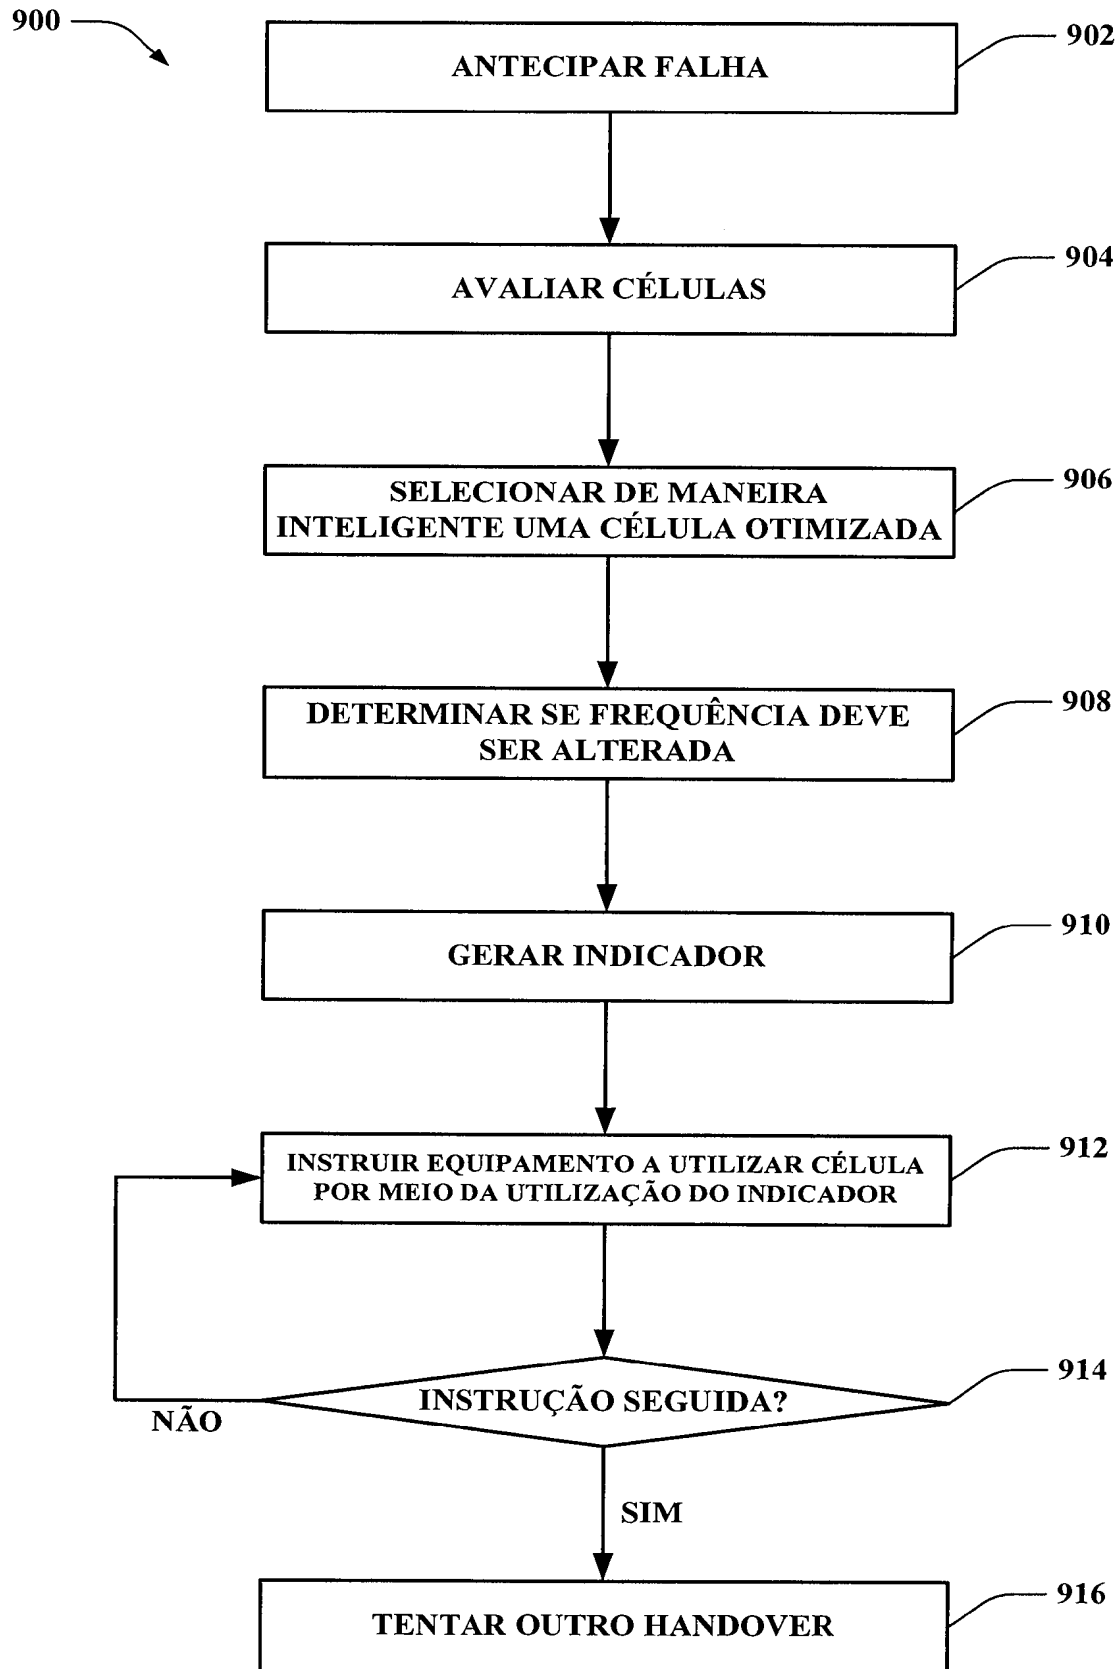 900
902
ANTECIPAR FALHA
904
AVALIAR CÉLULAS
906
SELECIONAR DE MANEIRA
INTELIGENTE UMA CÉLULA OTIMIZADA
908
DETERMINAR SE FREQUÊNCIA DEVE
SER ALTERADA
910
GERAR INDICADOR
912
INSTRUIR EQUIPAMENTO A UTILIZAR CÉLULA
POR MEIO DA UTILIZAÇÃO DO INDICADOR
914
INSTRUÇÃO SEGUIDA?
NÃO
SIM
916
TENTAR OUTRO HANDOVER